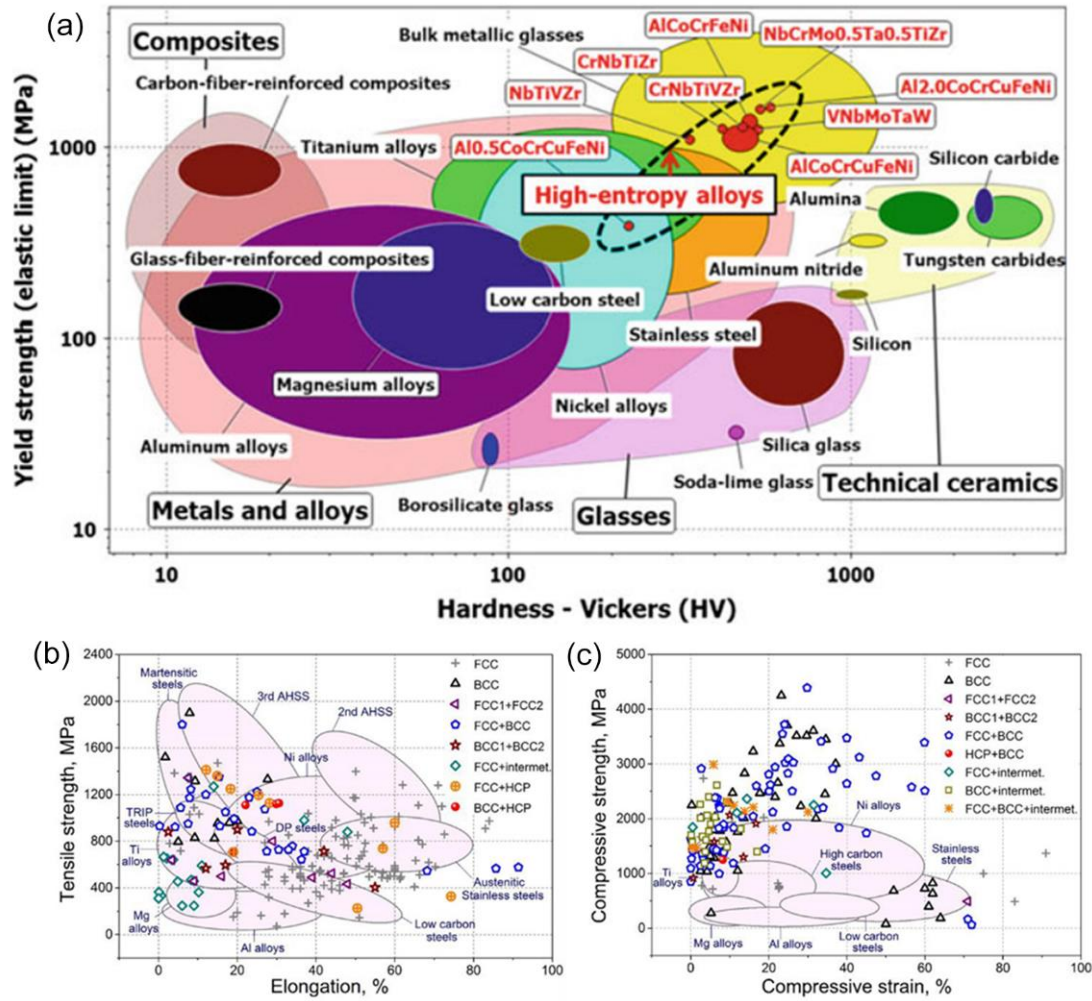 (a)
Composites
Carbon-fiber-reinforced composites
Bulk metallic glasses
AlCoCrFeNi
NbCrMo0.5Ta0.5TiZr
CrNbTiZr
NbTiVZr
CrNbTiVZr
Al2.0CoCrCuFeNi
VNbMoTaW
Titanium alloys
Al0.5CoCrCuFeNi
AlCoCrCuFeNi
Silicon carbide
High-entropy alloys
Alumina
Glass-fiber-reinforced composites
Aluminum nitride
Tungsten carbides
Low carbon steel
Stainless steel
Silicon
Magnesium alloys
Nickel alloys
Aluminum alloys
Silica glass
Soda-lime glass
Borosilicate glass
Metals and alloys
Glasses
Technical ceramics
Yield strength (elastic limit) (MPa)
1000
100
10
10
100
1000
Hardness - Vickers (HV)
(b)
Tensile strength, MPa
2400
2000
1600
1200
800
400
0
Martensitic
steels
3rd AHSS
2nd AHSS
Ni alloys
TRIP
steels
DP steels
Ti
alloys
Mg
alloys
Al alloys
Austenitic
Stainless steels
Low carbon
steels
FCC
BCC
FCC1+FCC2
FCC+BCC
BCC1+BCC2
FCC+intermet.
FCC+HCP
BCC+HCP
0
20
40
60
80
100
Elongation, %
(c)
Compressive strength, MPa
5000
4000
3000
2000
1000
0
FCC
BCC
FCC1+FCC2
BCC1+BCC2
FCC+BCC
HCP+BCC
FCC+intermet.
BCC+intermet.
FCC+BCC+intermet.
Ni alloys
High carbon
steels
Stainless
steels
Ti
alloys
Mg alloys
Al alloys
Low carbon
steels
0
20
40
60
80
100
Compressive strain, %